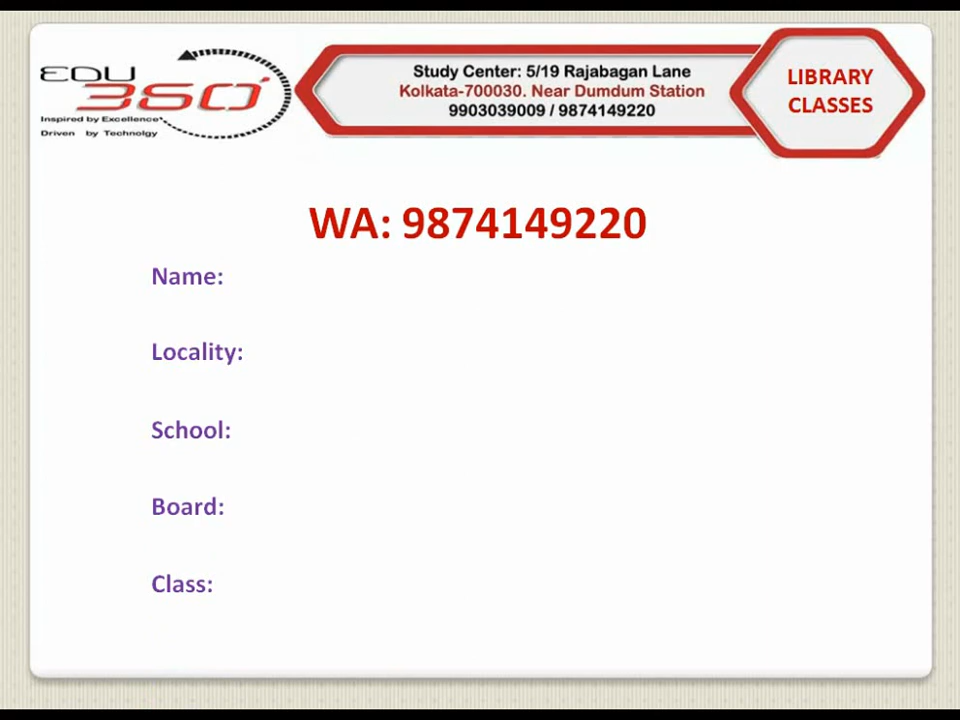 EDU
360°
Inspired by Excellence
Driven by Technolgy
Study Center: 5/19 Rajabagan Lane
Kolkata-700030. Near Dumdum Station
9903039009 / 9874149220
LIBRARY
CLASSES
WA: 9874149220
Name:
Locality:
School:
Board:
Class: